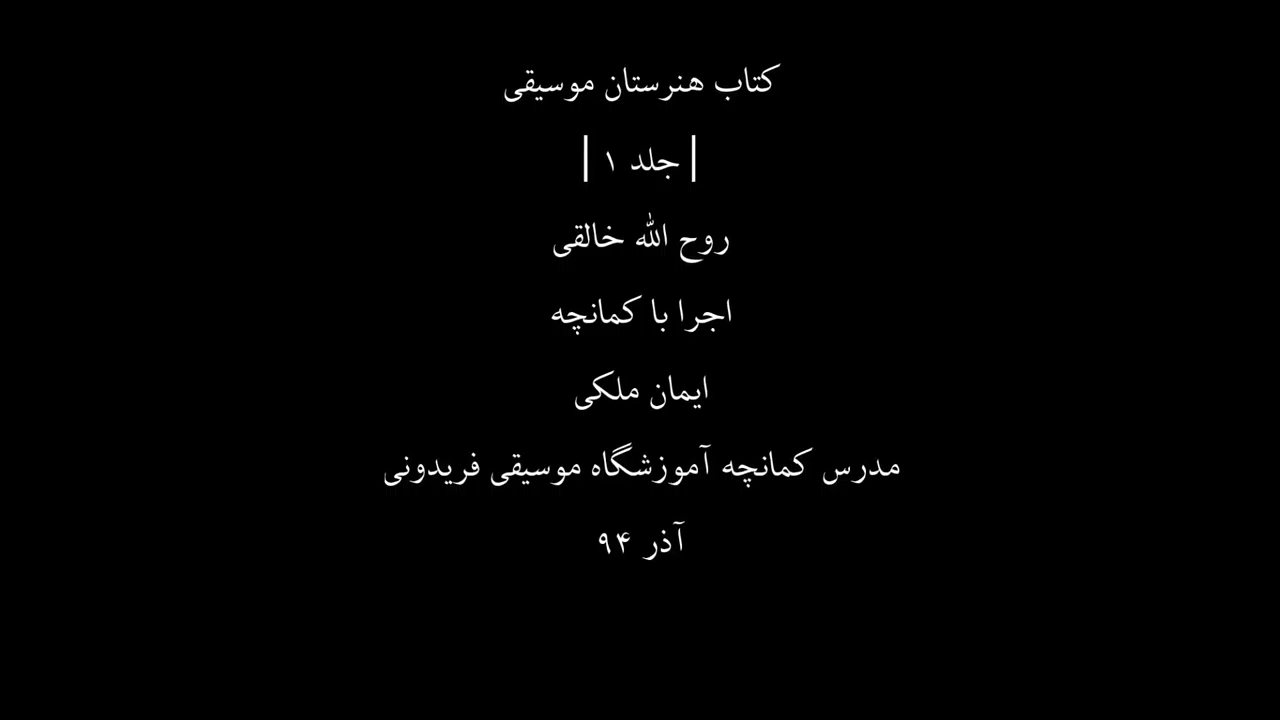 کتاب هنرستان موسیقی
| جلد ۱ |
روح الله خالقی
اجرا با کمانچه
ایمان ملکی
مدرس کمانچه آموزشگاه موسیقی فریدونی
آذر ۹۴